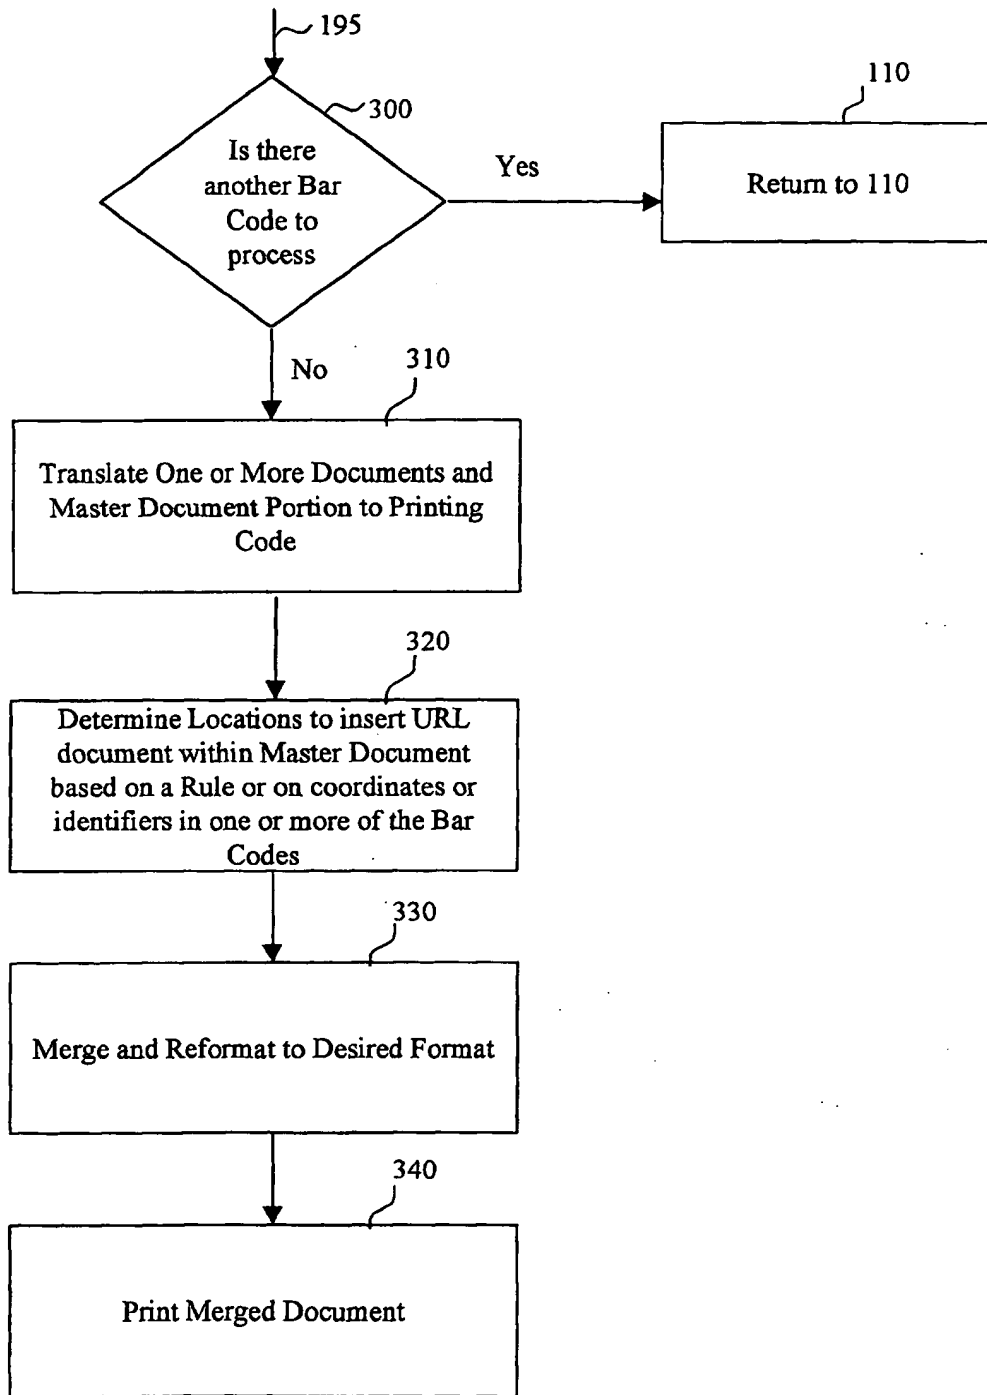 195
300
110
Is there
another Bar
Code to
process
Yes
Return to 110
No
310
Translate One or More Documents and
Master Document Portion to Printing
Code
320
Determine Locations to insert URL
document within Master Document
based on a Rule or on coordinates or
identifiers in one or more of the Bar
Codes
330
Merge and Reformat to Desired Format
340
Print Merged Document